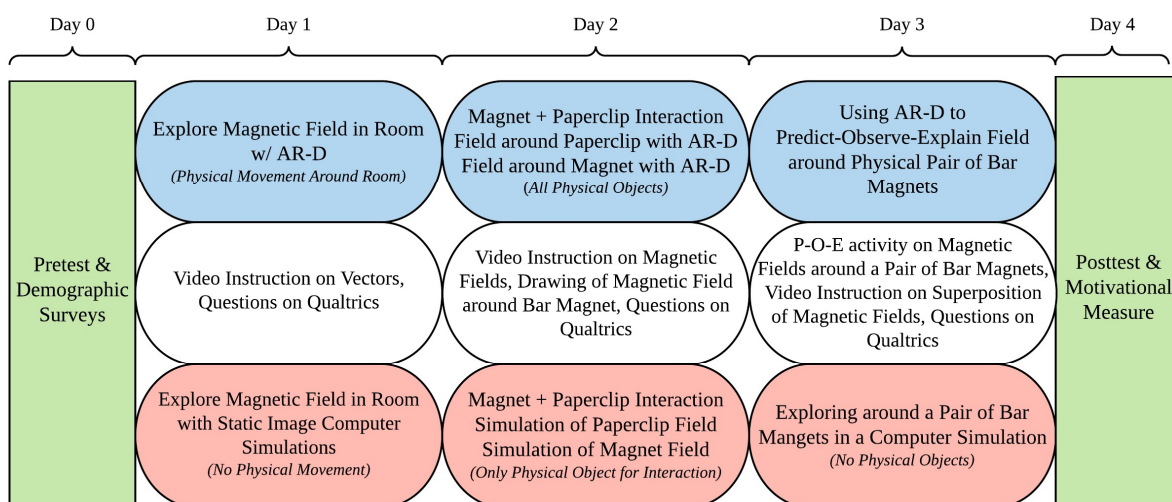 Day 0
Day 1
Day 2
Day 3
Day 4
Pretest &
Demographic
Surveys
Explore Magnetic Field in Room
w/ AR-D
(Physical Movement Around Room)
Magnet + Paperclip Interaction
Field around Paperclip with AR-D
Field around Magnet with AR-D
(All Physical Objects)
Using AR-D to
Predict-Observe-Explain Field
around Physical Pair of Bar
Magnets
Video Instruction on Vectors,
Questions on Qualtrics
Video Instruction on Magnetic
Fields, Drawing of Magnetic Field
around Bar Magnet, Questions on
Qualtrics
P-O-E activity on Magnetic
Fields around a Pair of Bar Magnets,
Video Instruction on Superposition
of Magnetic Fields, Questions on
Qualtrics
Explore Magnetic Field in Room
with Static Image Computer
Simulations
(No Physical Movement)
Magnet + Paperclip Interaction
Simulation of Paperclip Field
Simulation of Magnet Field
(Only Physical Object for Interaction)
Exploring around a Pair of Bar
Mangets in a Computer Simulation
(No Physical Objects)
Posttest &
Motivational
Measure